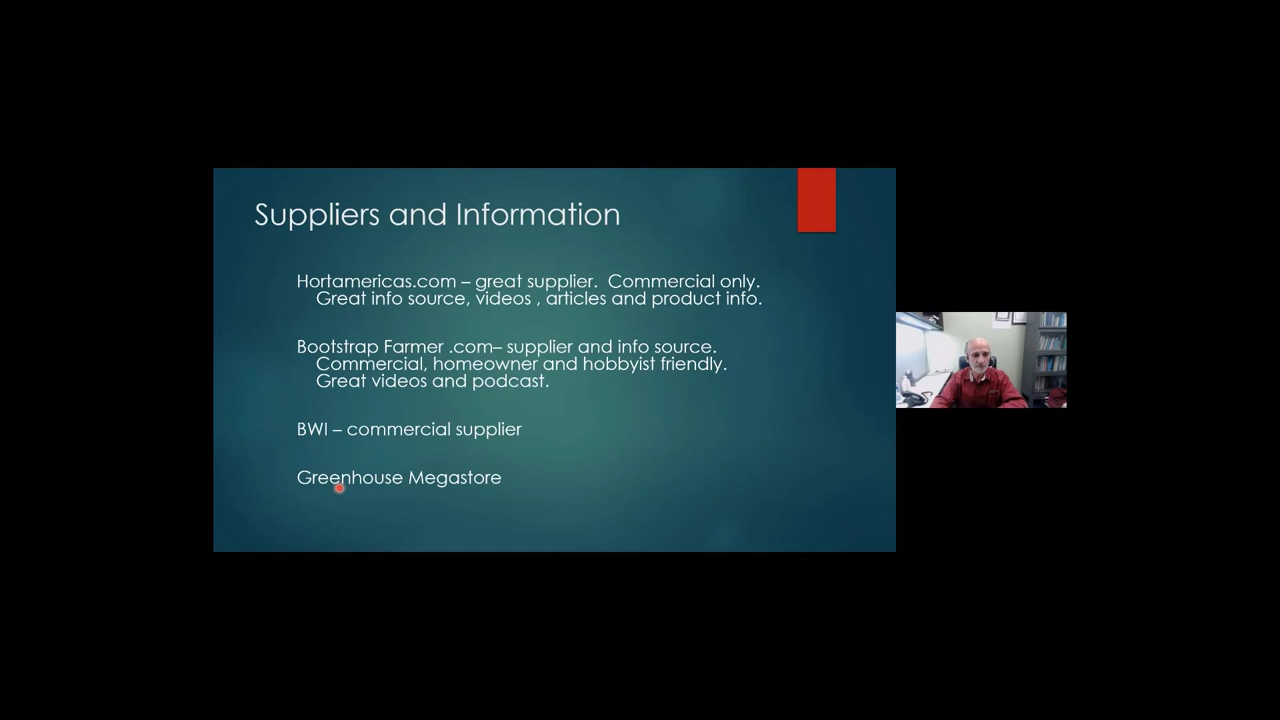 Suppliers and Information
Hortamericas.com – great supplier.  Commercial only.
Great info source, videos , articles and product info.
Bootstrap Farmer .com– supplier and info source.
Commercial, homeowner and hobbyist friendly.
Great videos and podcast.
BWI – commercial supplier
Greenhouse Megastore